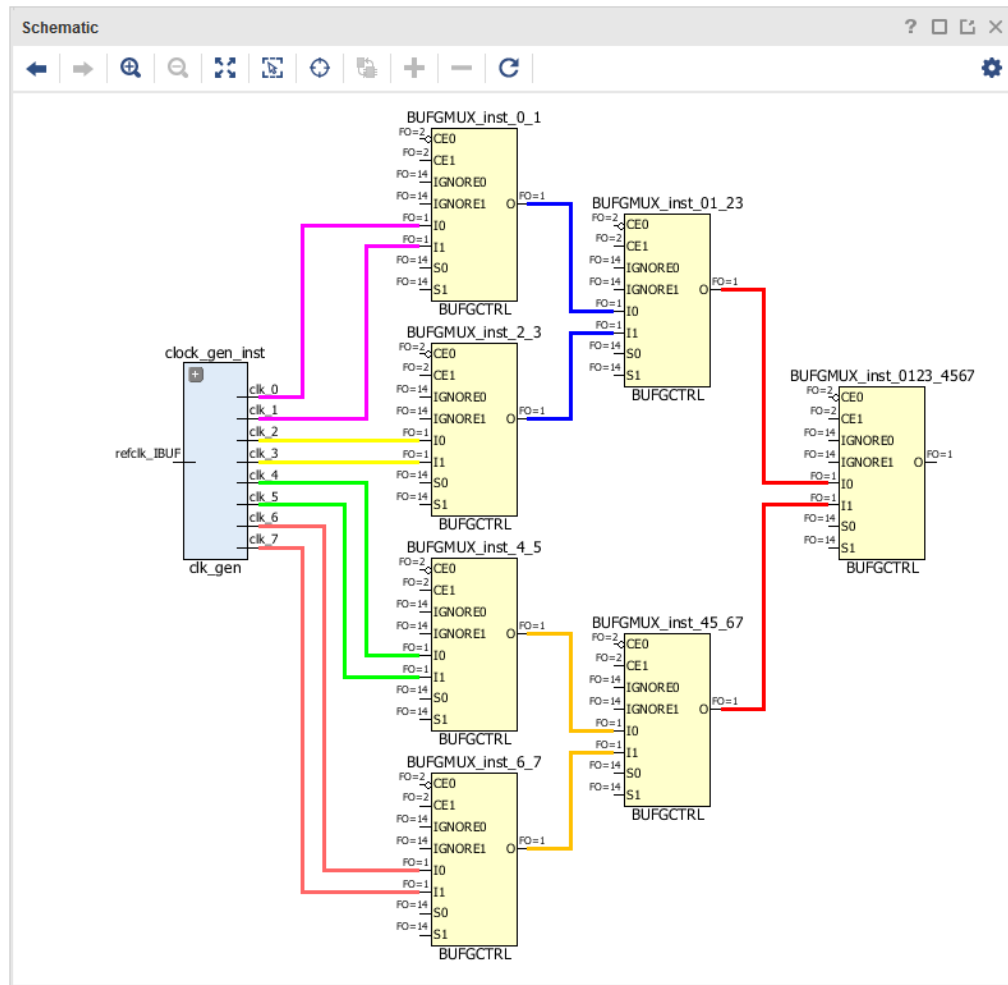 Schematic
BUFGMUX_inst_0_1
FO=2 CE0
FO=2 CE1
FO=14 IGNORE0
FO=14 IGNORE1 O FO=1
FO=1 I0
FO=1 I1
FO=14 S0
FO=14 S1
BUFGCTRL
BUFGMUX_inst_01_23
FO=2 CE0
FO=2 CE1
FO=14 IGNORE0
FO=14 IGNORE1 O FO=1
FO=1 I0
FO=1 I1
FO=14 S0
FO=14 S1
BUFGCTRL
BUFGMUX_inst_2_3
FO=2 CE0
FO=2 CE1
FO=14 IGNORE0
FO=14 IGNORE1 O FO=1
FO=1 I0
FO=1 I1
FO=14 S0
FO=14 S1
BUFGCTRL
clock_gen_inst
clk_0
clk_1
clk_2
clk_3
refclk_IBUF
clk_4
clk_5
clk_6
clk_7
clk_gen
BUFGMUX_inst_0123_4567
FO=2 CE0
FO=2 CE1
FO=14 IGNORE0
FO=14 IGNORE1 O FO=1
FO=1 I0
FO=1 I1
FO=14 S0
FO=14 S1
BUFGCTRL
BUFGMUX_inst_4_5
FO=2 CE0
FO=2 CE1
FO=14 IGNORE0
FO=14 IGNORE1 O FO=1
FO=1 I0
FO=1 I1
FO=14 S0
FO=14 S1
BUFGCTRL
BUFGMUX_inst_45_67
FO=2 CE0
FO=2 CE1
FO=14 IGNORE0
FO=14 IGNORE1 O FO=1
FO=1 I0
FO=1 I1
FO=14 S0
FO=14 S1
BUFGCTRL
BUFGMUX_inst_6_7
FO=2 CE0
FO=2 CE1
FO=14 IGNORE0
FO=14 IGNORE1 O FO=1
FO=1 I0
FO=1 I1
FO=14 S0
FO=14 S1
BUFGCTRL